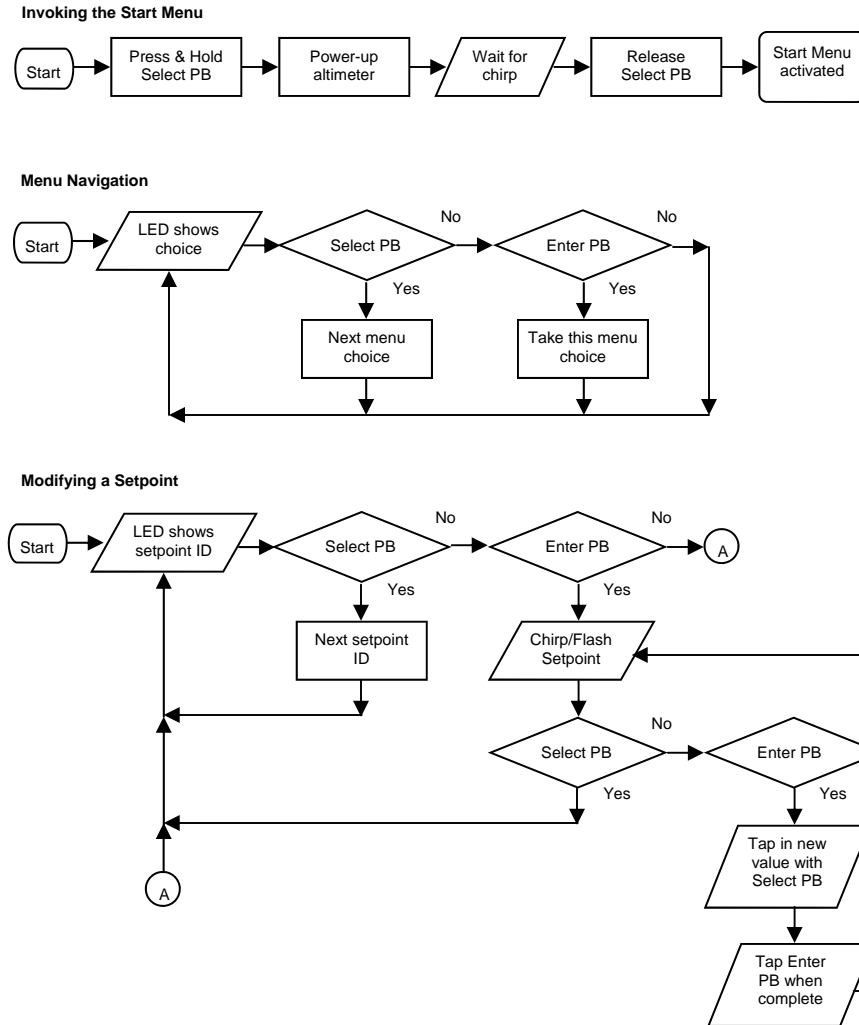 Invoking the Start Menu
Start
Press & Hold
Select PB
Power-up
altimeter
Wait for
chirp
Release
Select PB
Start Menu
activated
Menu Navigation
Start
LED shows
choice
Select PB
No
Enter PB
No
Yes
Yes
Next menu
choice
Take this menu
choice
Modifying a Setpoint
Start
LED shows
setpoint ID
Select PB
No
Enter PB
No
A
Yes
Yes
Next setpoint
ID
Chirp/Flash
Setpoint
Select PB
No
Enter PB
Yes
Yes
A
Tap in new
value with
Select PB
Tap Enter
PB when
complete